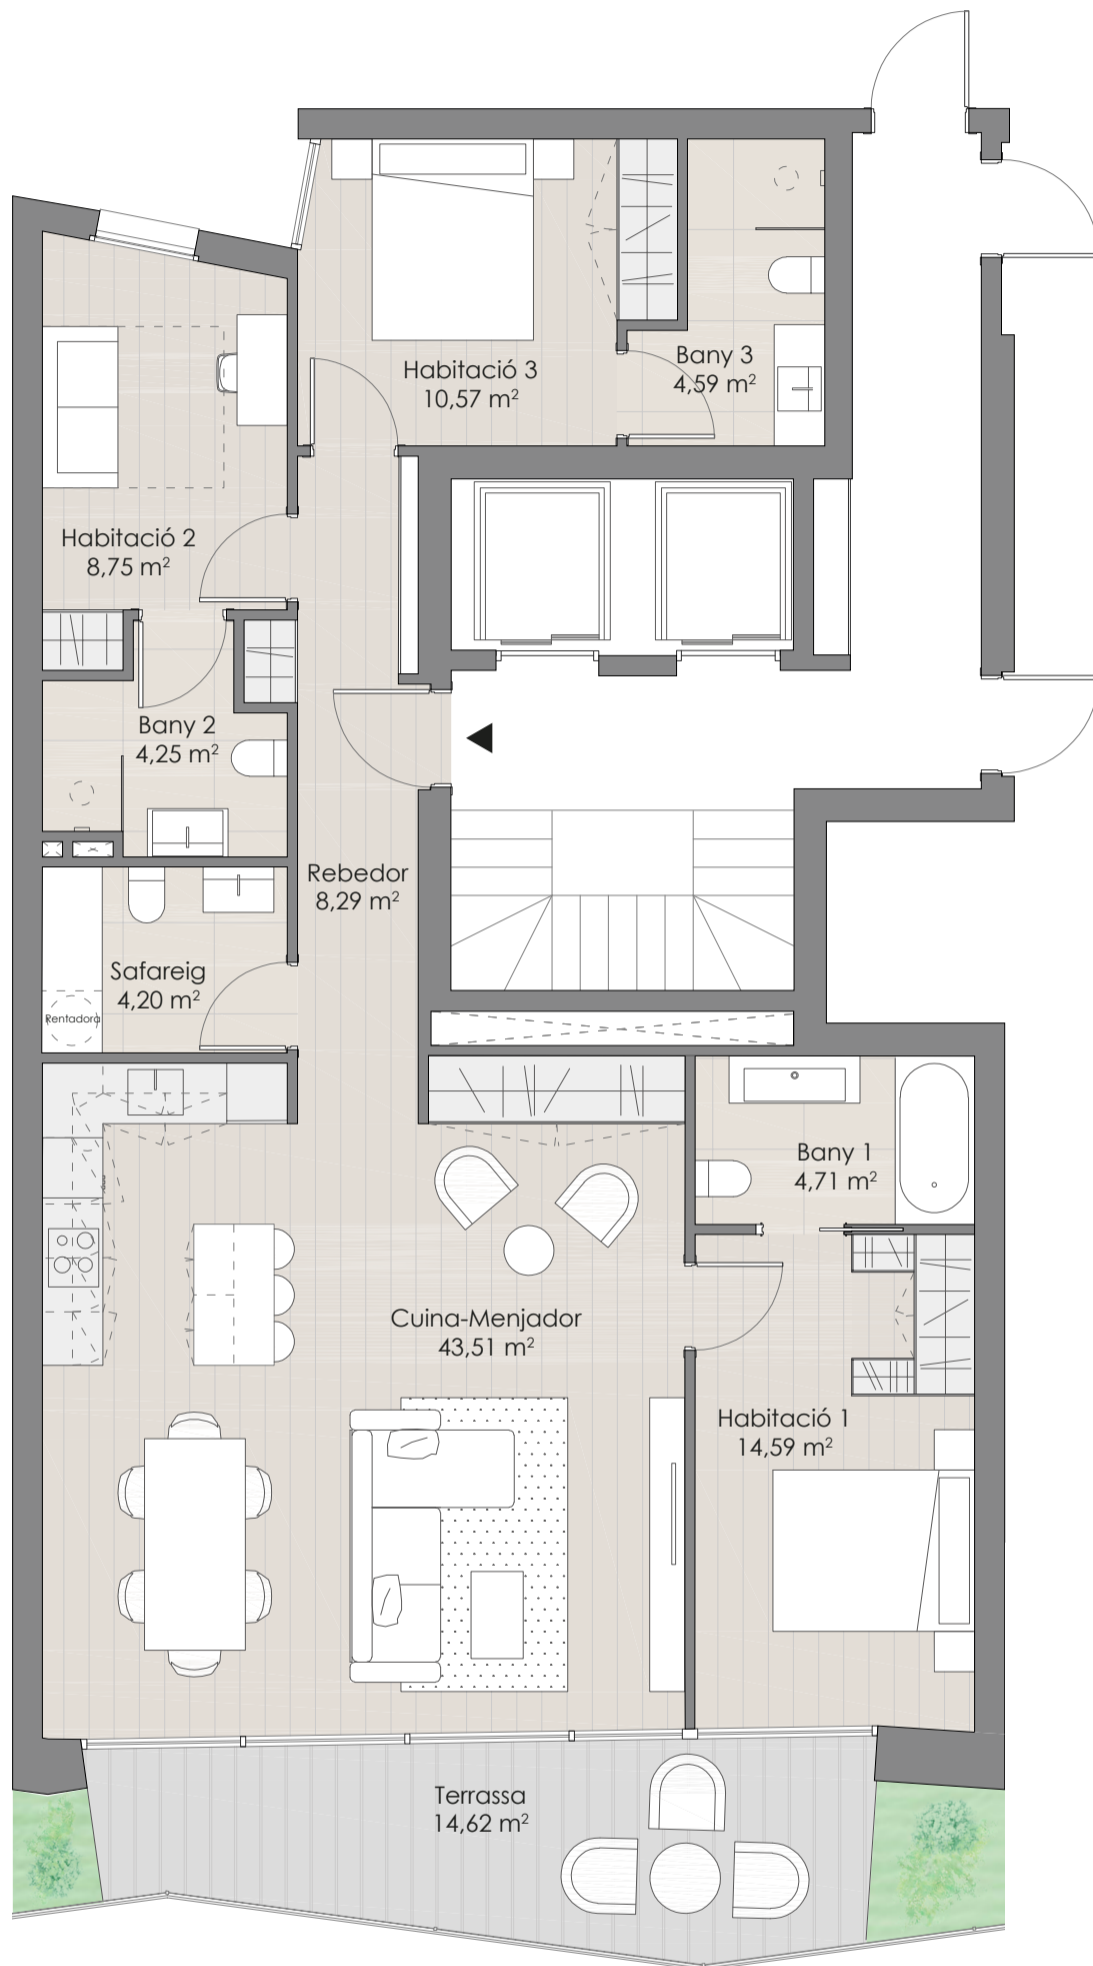 Habitació 3
10,57 m²
Bany 3
4,59 m²
Habitació 2
8,75 m²
Bany 2
4,25 m²
Rebedor
8,29 m²
Safareig
4,20 m²
Rentadora
Bany 1
4,71 m²
Cuina-Menjador
43,51 m²
Habitació 1
14,59 m²
Terrassa
14,62 m²